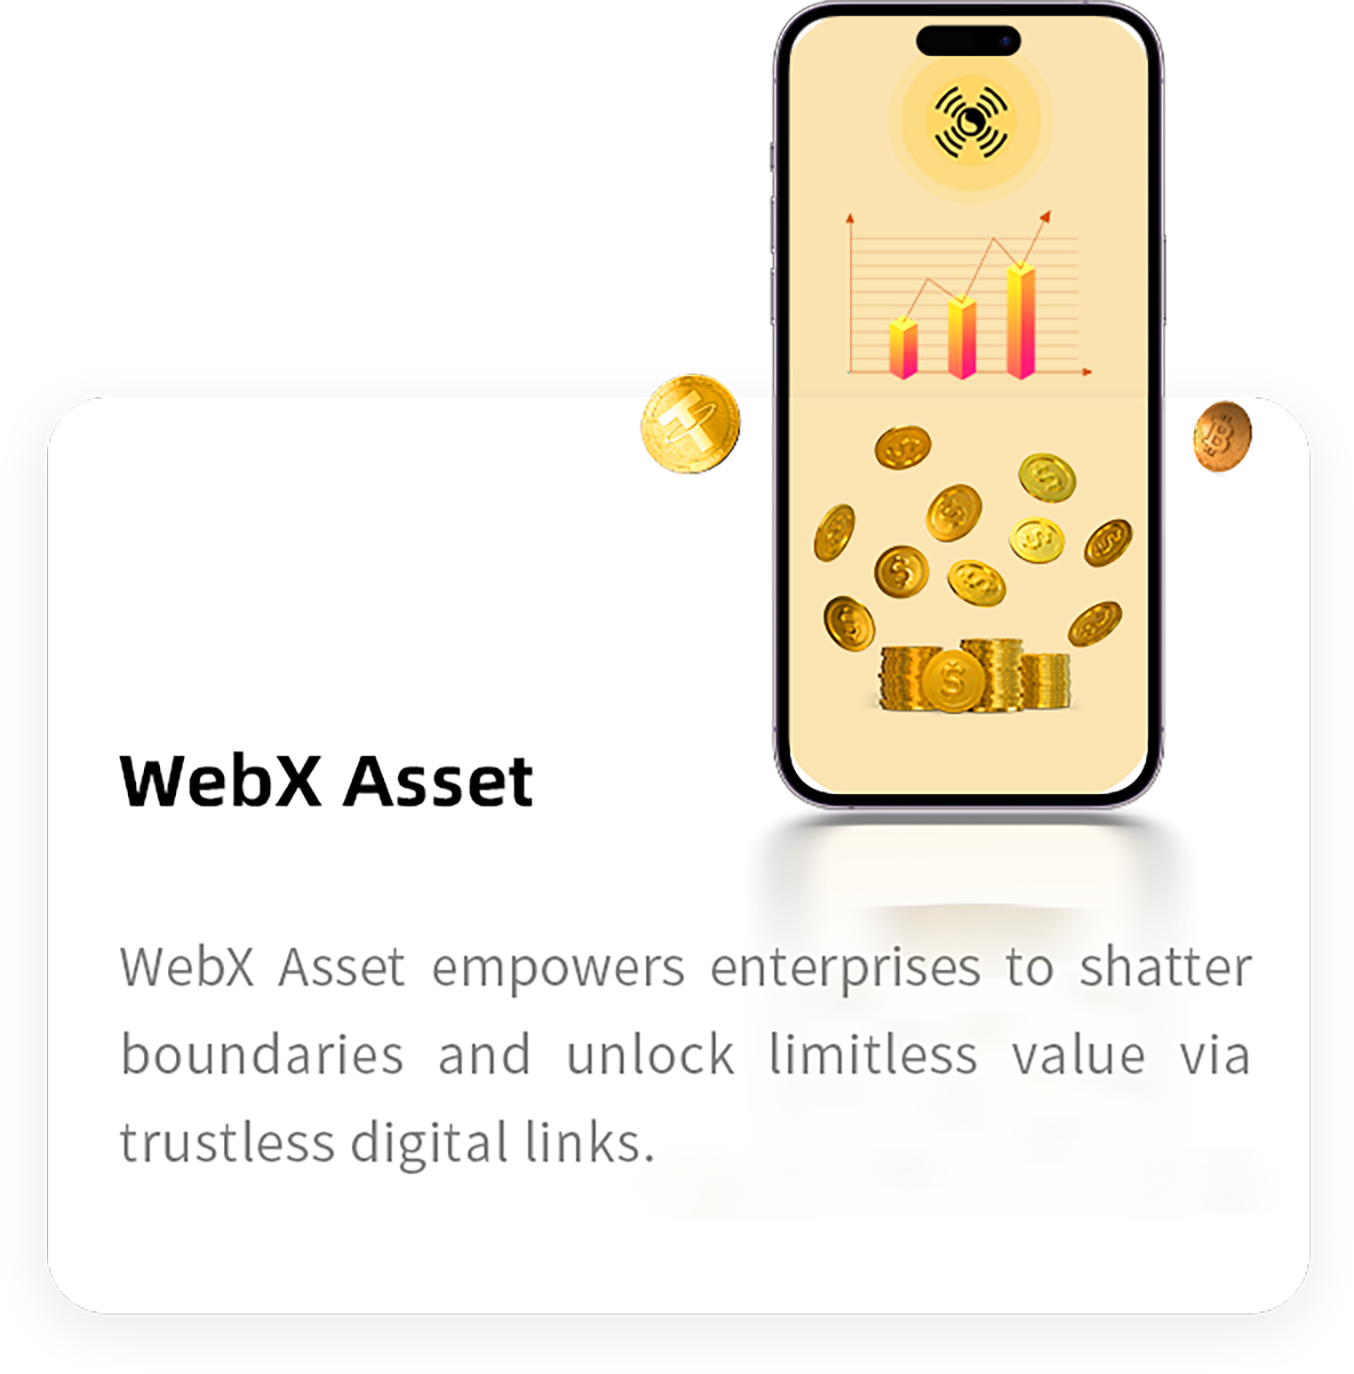 WebX Asset
WebX Asset empowers enterprises to shatter
boundaries and unlock limitless value via
trustless digital links.